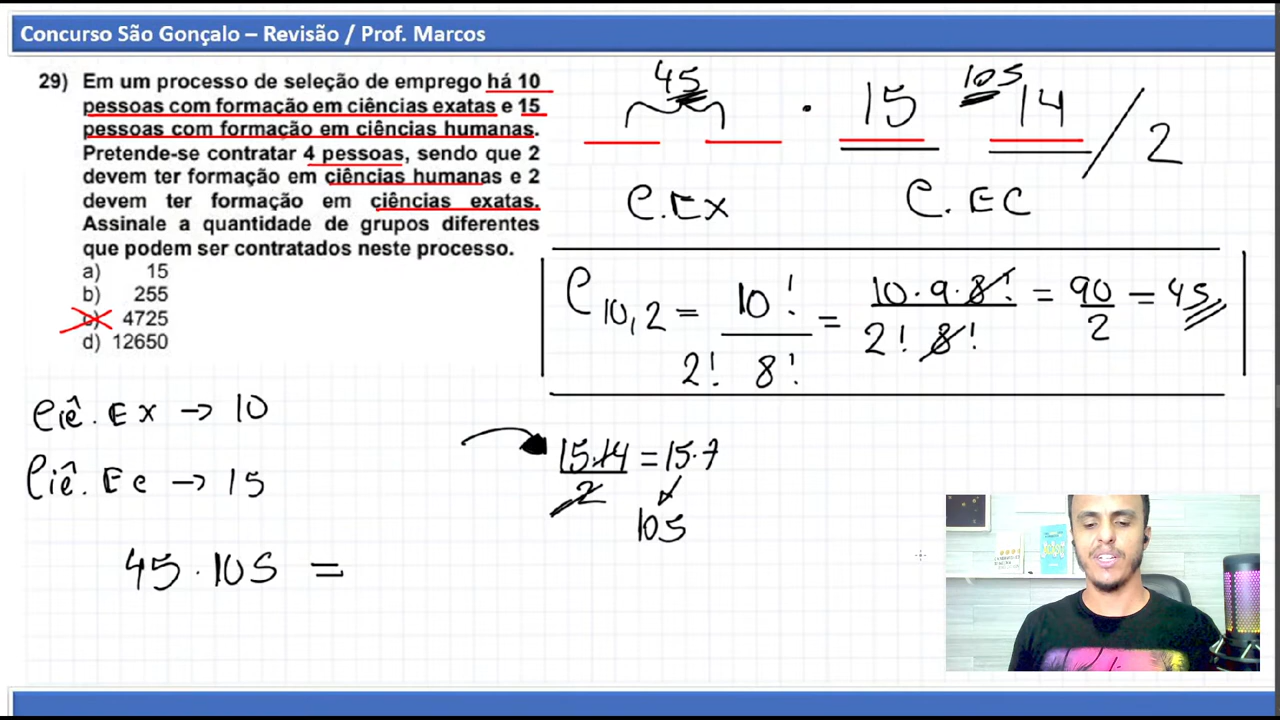 Concurso São Gonçalo – Revisão / Prof. Marcos
29) Em um processo de seleção de emprego há 10
pessoas com formação em ciências exatas e 15
pessoas com formação em ciências humanas.
Pretende-se contratar 4 pessoas, sendo que 2
devem ter formação em ciências humanas e 2
devem ter formação em ciências exatas.
Assinale a quantidade de grupos diferentes
que podem ser contratados neste processo.
a) 15
b) 255
c) 4725
d) 12650
45 105
· 15 14 / 2
C.Ex C.EC
C10,2 = 10! / 2! 8! = 10·9·8! / 2! 8! = 90/2 = 45
Ciê. Ex → 10
Ciê. Ec → 15
15·14 / 2 = 15·7
105
45·105 =